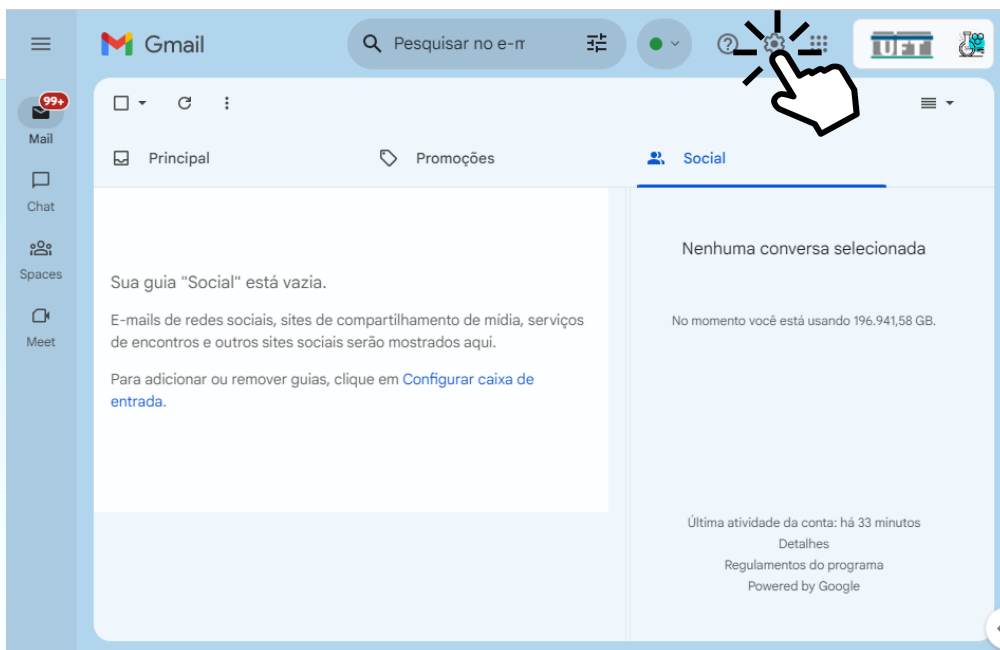 Gmail
Pesquisar no e-m
UFT
99+
Mail
Chat
Spaces
Meet
Principal
Promoções
Social
Sua guia "Social" está vazia.
E-mails de redes sociais, sites de compartilhamento de mídia, serviços
de encontros e outros sites sociais serão mostrados aqui.
Para adicionar ou remover guias, clique em Configurar caixa de
entrada.
Nenhuma conversa selecionada
No momento você está usando 196.941,58 GB.
Última atividade da conta: há 33 minutos
Detalhes
Regulamentos do programa
Powered by Google